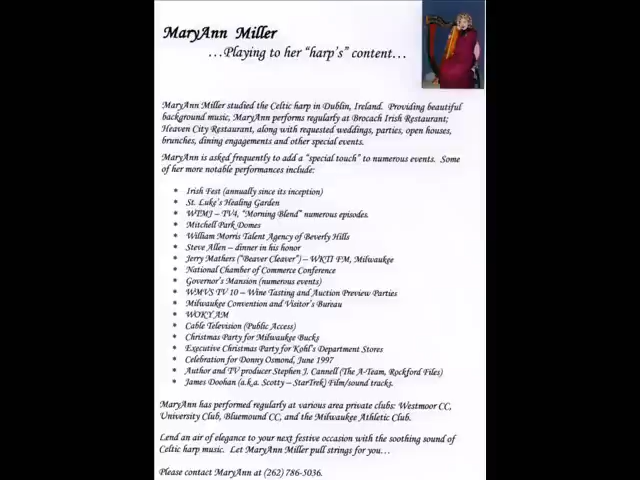 MaryAnn Miller
...Playing to her "harp's" content...
MaryAnn Miller studied the Celtic harp in Dublin, Ireland. Providing beautiful
background music, MaryAnn performs regularly at Brocach Irish Restaurant;
Heaven City Restaurant, along with requested weddings, parties, open houses,
brunches, dining engagements and other special events.
MaryAnn is asked frequently to add a "special touch" to numerous events. Some
of her more notable performances include:
Irish Fest (annually since its inception)
St. Luke's Healing Garden
WTMJ – TV4, "Morning Blend" numerous episodes.
Mitchell Park Domes
William Morris Talent Agency of Beverly Hills
Steve Allen – dinner in his honor
Jerry Mathers ("Beaver Cleaver") – WKTI FM, Milwaukee
National Chamber of Commerce Conference
Governor's Mansion (numerous events)
WMVS TV 10 – Wine Tasting and Auction Preview Parties
Milwaukee Convention and Visitor's Bureau
WOKY AM
Cable Television (Public Access)
Christmas Party for Milwaukee Bucks
Executive Christmas Party for Kohl's Department Stores
Celebration for Donny Osmond, June 1997
Author and TV producer Stephen J. Cannell (The A-Team, Rockford Files)
James Doohan (a.k.a. Scotty – StarTrek) Film/sound tracks.
MaryAnn has performed regularly at various area private clubs: Westmoor CC,
University Club, Bluemound CC, and the Milwaukee Athletic Club.
Lend an air of elegance to your next festive occasion with the soothing sound of
Celtic harp music. Let MaryAnn Miller pull strings for you...
Please contact MaryAnn at (262) 786-5036.